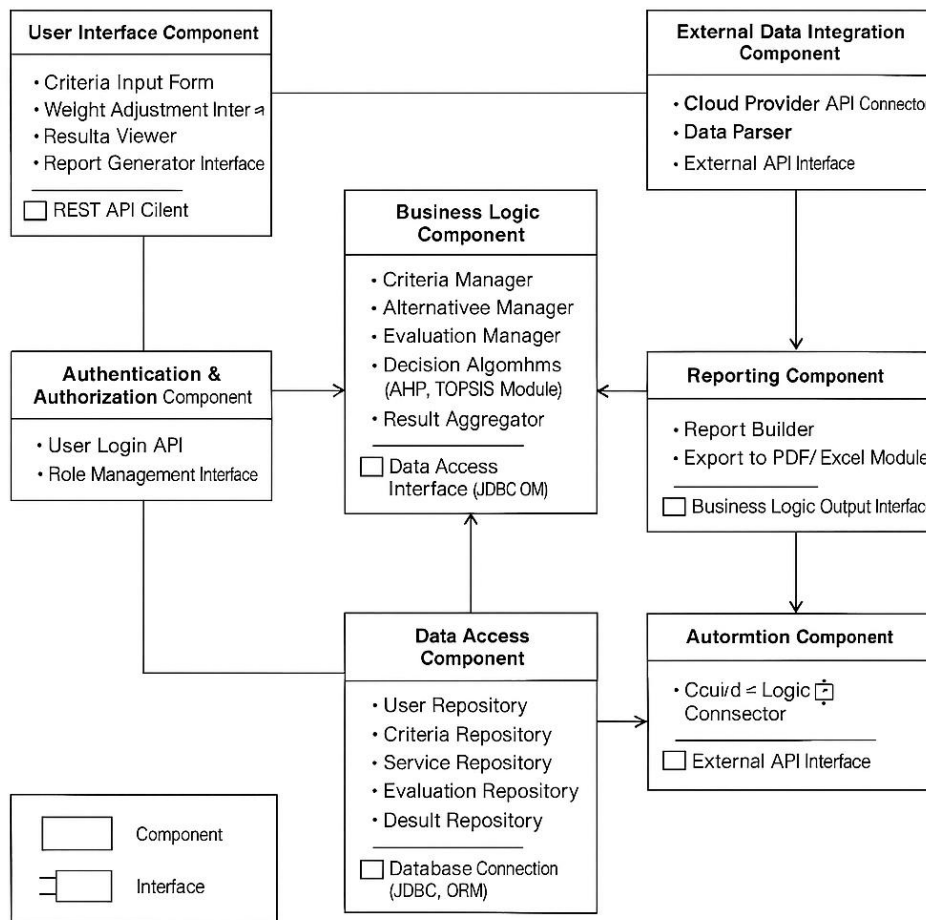 User Interface Component
• Criteria Input Form
• Weight Adjustment Inter
• Resulta Viewer
• Report Generator Interface
REST API Cilent
External Data Integration
Component
• Cloud Provider API Connector
• Data Parser
• External API Interface
Business Logic
Component
• Criteria Manager
• Alternativee Manager
• Evaluation Manager
• Decision Algomhms
(AHP, TOPSIS Module)
• Result Aggregator
Data Access
Interface (JDBC OM)
Authentication &
Authorization Component
• User Login API
• Role Management Interface
Reporting Component
• Report Builder
• Export to PDF/ Excel Module
Business Logic Output Interface
Data Access
Component
• User Repository
• Criteria Repository
• Service Repository
• Evaluation Repository
• Desult Repository
Database Connection
(JDBC, ORM)
Autormtion Component
• Logic
Connsector
External API Interface
Component
Interface